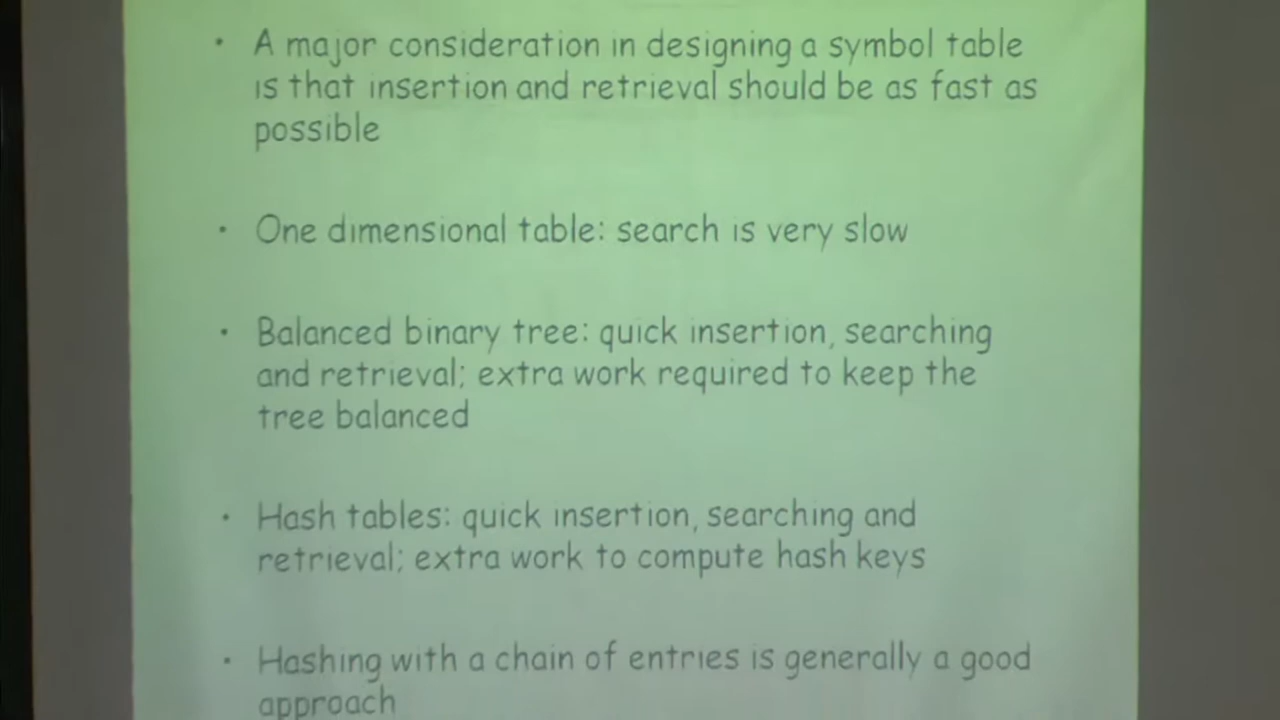 • A major consideration in designing a symbol table
is that insertion and retrieval should be as fast as
possible
• One dimensional table: search is very slow
• Balanced binary tree: quick insertion, searching
and retrieval; extra work required to keep the
tree balanced
• Hash tables: quick insertion, searching and
retrieval; extra work to compute hash keys
• Hashing with a chain of entries is generally a good
approach